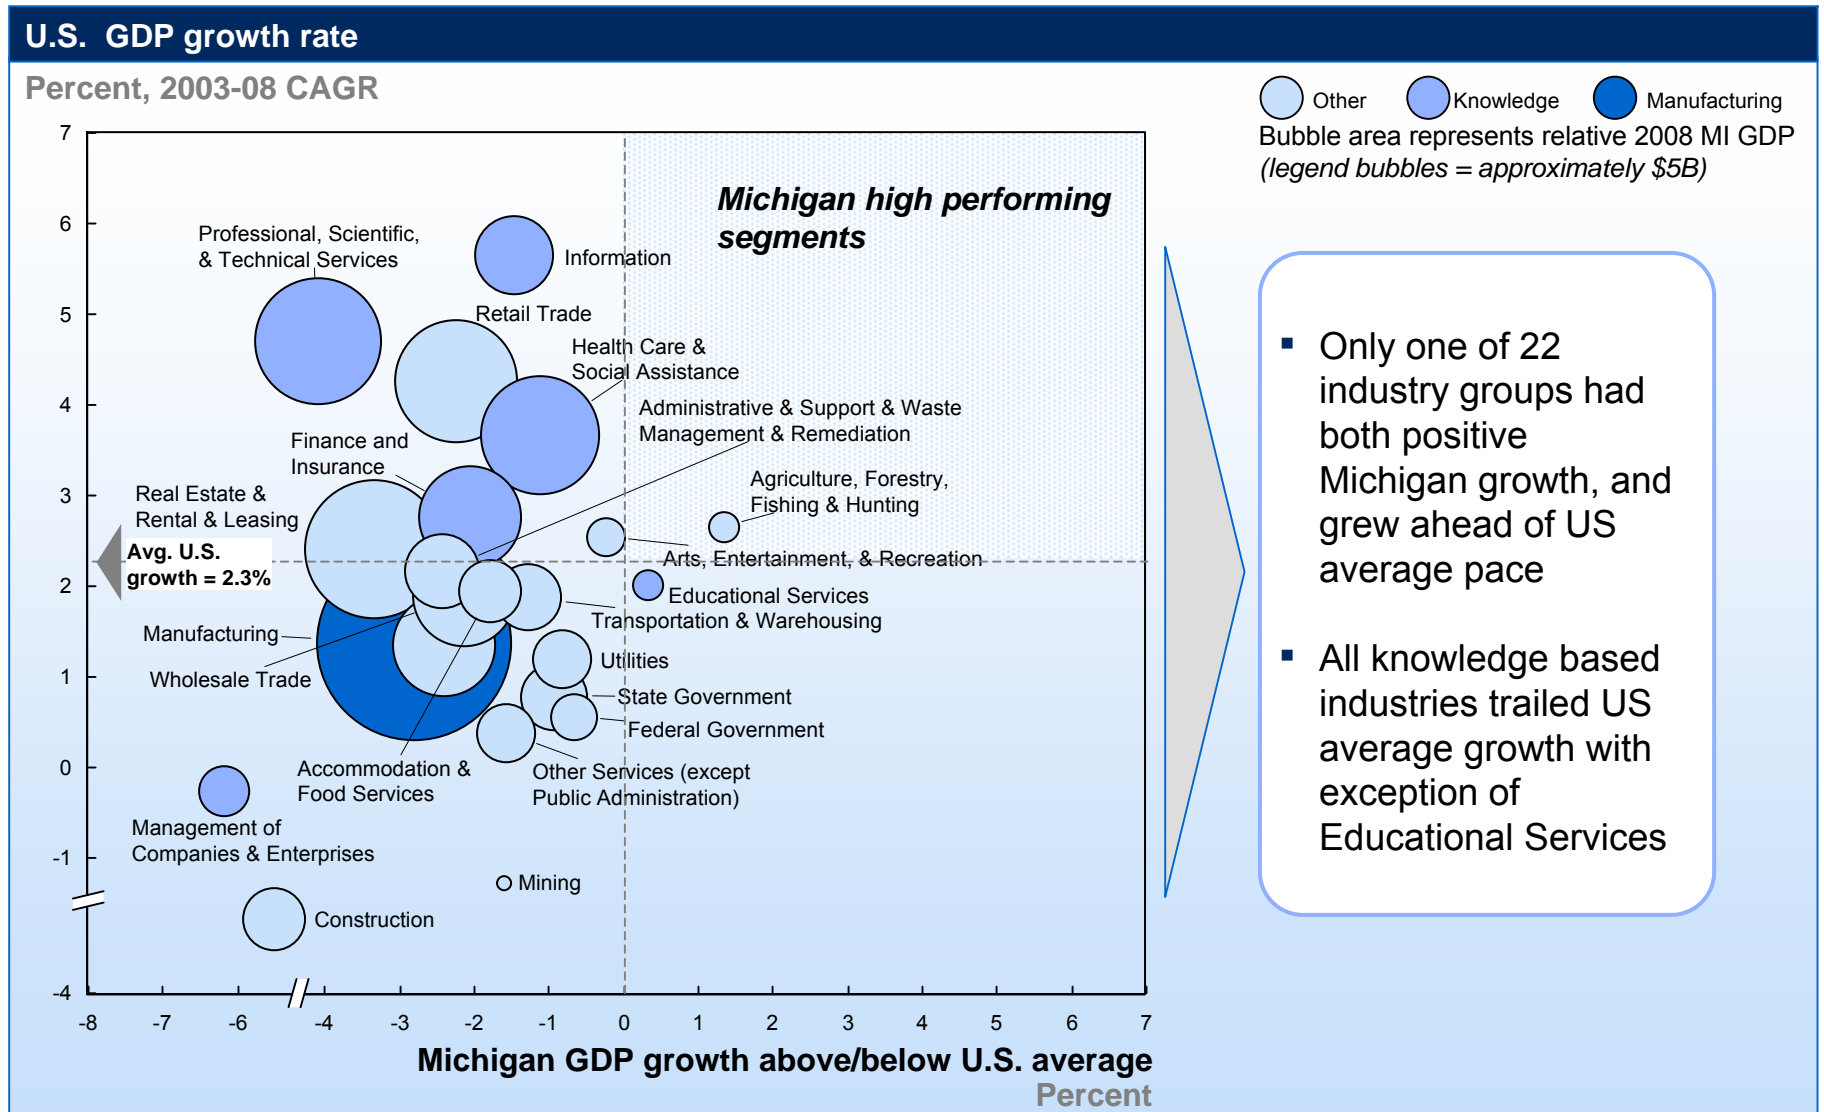 U.S.  GDP growth rate
Percent, 2003-08 CAGR
Other
Knowledge
Manufacturing
Bubble area represents relative 2008 MI GDP
(legend bubbles = approximately $5B)
7
6
5
4
3
2
1
0
-1
-4
Michigan high performing
segments
Professional, Scientific,
& Technical Services
Information
Retail Trade
Health Care &
Social Assistance
Administrative & Support & Waste
Management & Remediation
Finance and
Insurance
Agriculture, Forestry,
Fishing & Hunting
Real Estate &
Rental & Leasing
Avg. U.S.
growth = 2.3%
Arts, Entertainment, & Recreation
Educational Services
Transportation & Warehousing
Manufacturing
Utilities
Wholesale Trade
State Government
Federal Government
Accommodation &
Food Services
Other Services (except
Public Administration)
Management of
Companies & Enterprises
Mining
Construction
-8 -7 -6 -4 -3 -2 -1 0 1 2 3 4 5 6 7
Michigan GDP growth above/below U.S. average
Percent
▪ Only one of 22
industry groups had
both positive
Michigan growth, and
grew ahead of US
average pace
▪ All knowledge based
industries trailed US
average growth with
exception of
Educational Services